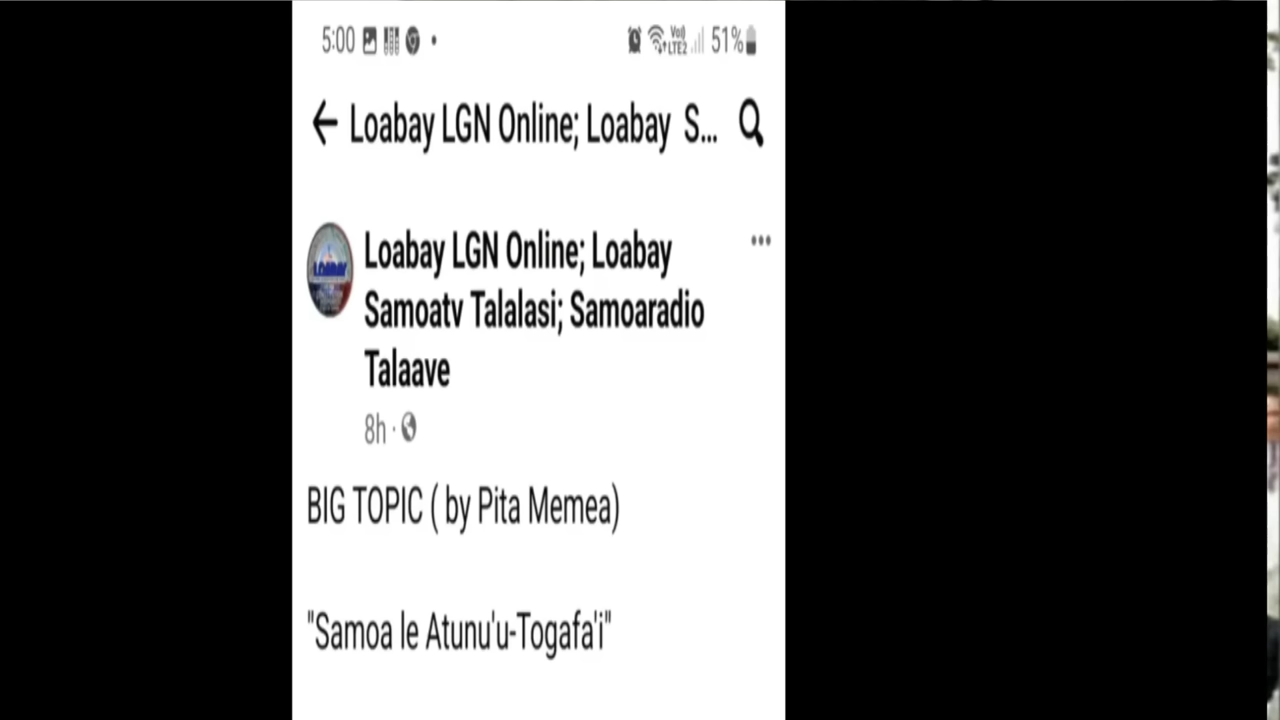 5:00 51%
Loabay LGN Online; Loabay S...
LOABAY
Loabay LGN Online; Loabay
Samoatv Talalasi; Samoaradio
Talaave
8h ·
BIG TOPIC ( by Pita Memea)
"Samoa le Atunu'u-Togafa'i"